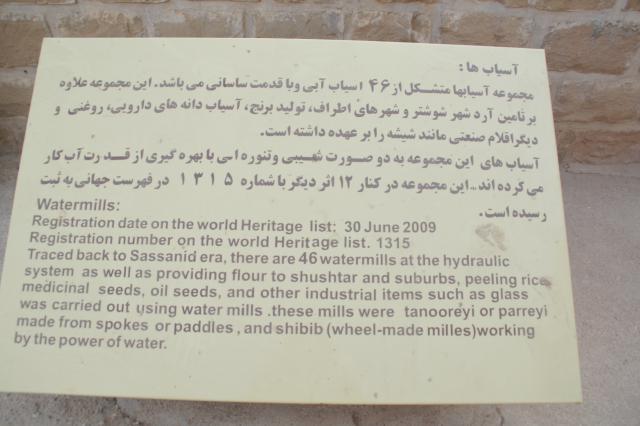 آسیاب ها :
مجموعه آسیابها متشکل از ۴۶ اسیاب آبی وبا قدمت ساسانی می باشد. این مجموعه علاوه
بر تامین آرد شهر شوشتر و شهرهای اطراف، تولید برنج، آسیاب دانه های دارویی، روغنی و
دیگراقلام صنعتی مانند شیشه را بر عهده داشته است.
آسیاب های این مجموعه به دو صورت شیبی وتنوره ای با بهره گیری از قدرت آب کار
می کرده اند. این مجموعه در کنار ۱۲ اثر دیگر با شماره ۱۳۱۵ در فهرست جهانی به ثبت
رسیده است.
Watermills:
Registration date on the world Heritage list: 30 June 2009
Registration number on the world Heritage list. 1315
Traced back to Sassanid era, there are 46 watermills at the hydraulic
system as well as providing flour to shushtar and suburbs, peeling rice
medicinal seeds, oil seeds, and other industrial items such as glass
was carried out using water mills .these mills were tanooreyi or parreyi
made from spokes or paddles , and shibib (wheel-made milles)working
by the power of water.